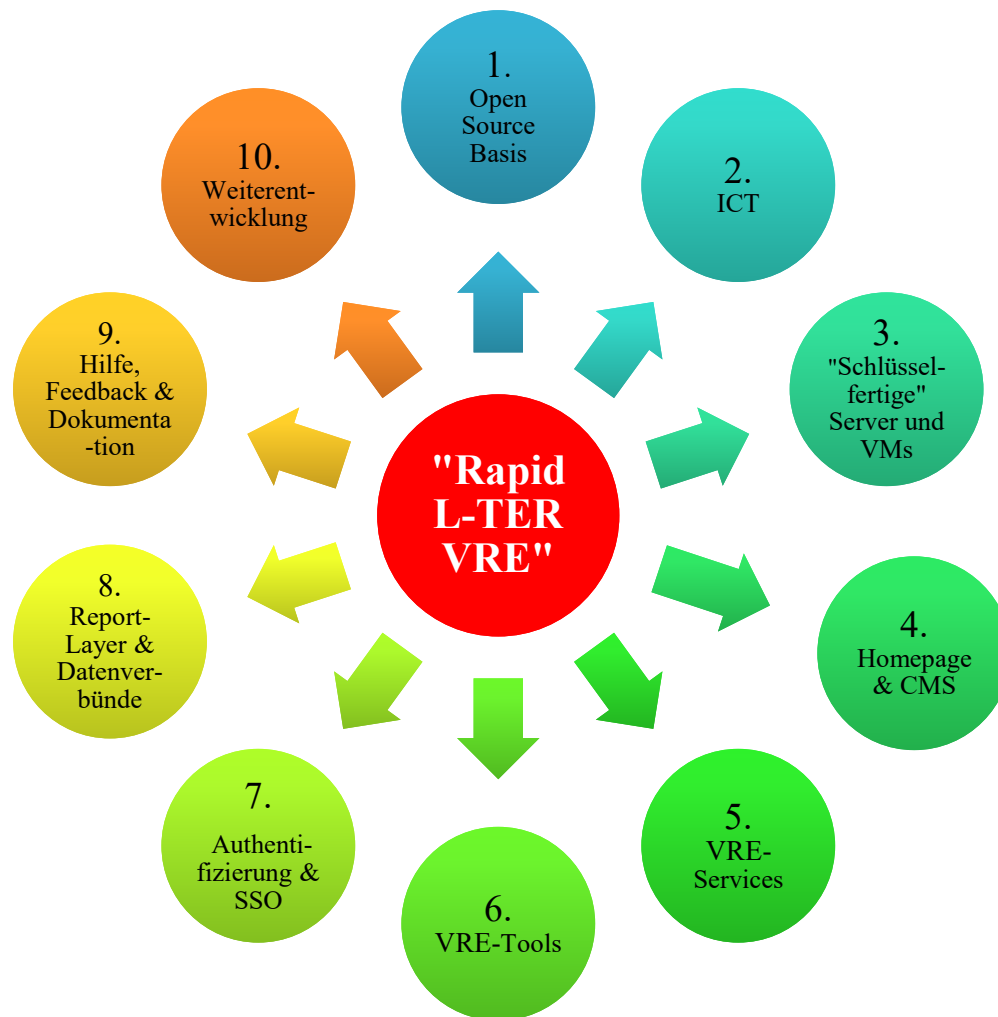 "Rapid
L-TER
VRE"
1.
Open
Source
Basis
2.
ICT
3.
"Schlüssel-
fertige"
Server und
VMs
4.
Homepage
& CMS
5.
VRE-
Services
6.
VRE-Tools
7.
Authenti-
fizierung &
SSO
8.
Report-
Layer &
Datenver-
bünde
9.
Hilfe,
Feedback &
Dokumenta
-tion
10.
Weiterent-
wicklung